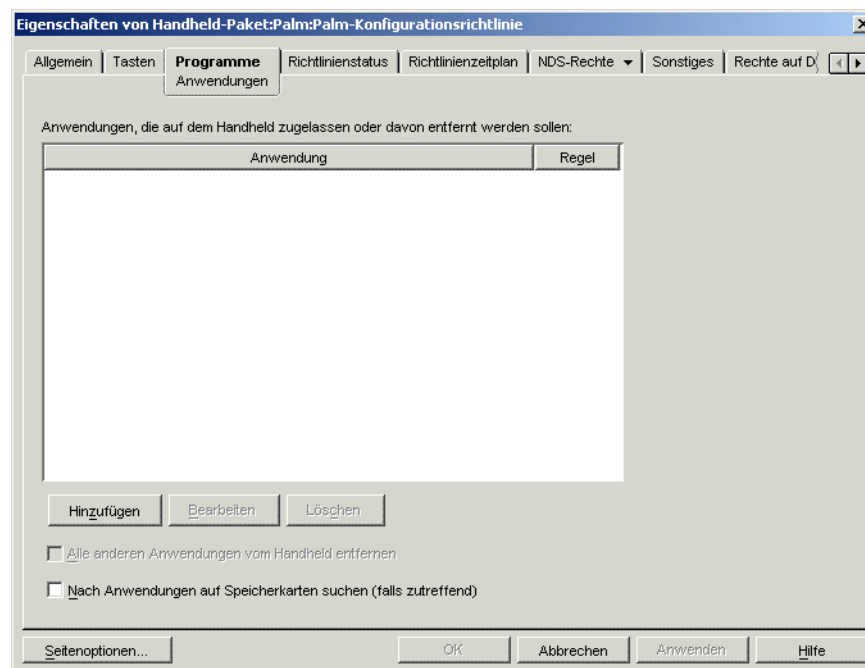 Eigenschaften von Handheld-Paket:Palm:Palm-Konfigurationsrichtlinie
Allgemein Tasten Programme Richtlinienstatus Richtlinienzeitplan NDS-Rechte Sonstiges Rechte auf D
Anwendungen
Anwendungen, die auf dem Handheld zugelassen oder davon entfernt werden sollen:
Anwendung Regel
Hinzufügen Bearbeiten Löschen
Alle anderen Anwendungen vom Handheld entfernen
Nach Anwendungen auf Speicherkarten suchen (falls zutreffend)
Seitenoptionen... OK Abbrechen Anwenden Hilfe